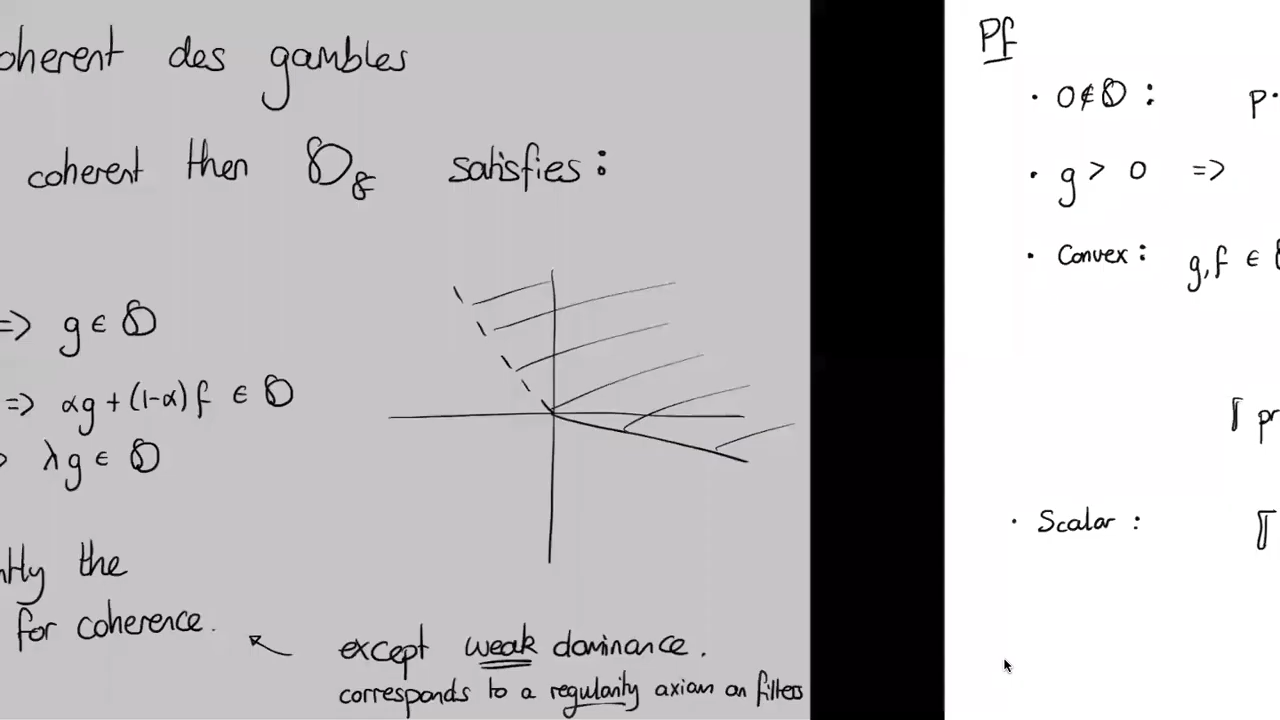 oherent des gambles
coherent then 𝒟_F satisfies:
=> g ∈ 𝒟
=> αg + (1-α) f ∈ 𝒟
λg ∈ 𝒟
ntly the
for coherence.
except weak dominance.
corresponds to a regularity axiom on filters
Pf
· 0 ∉ 𝒟 : p·
· g > 0 =>
· Convex : g, f ∈
pr
· Scalar :